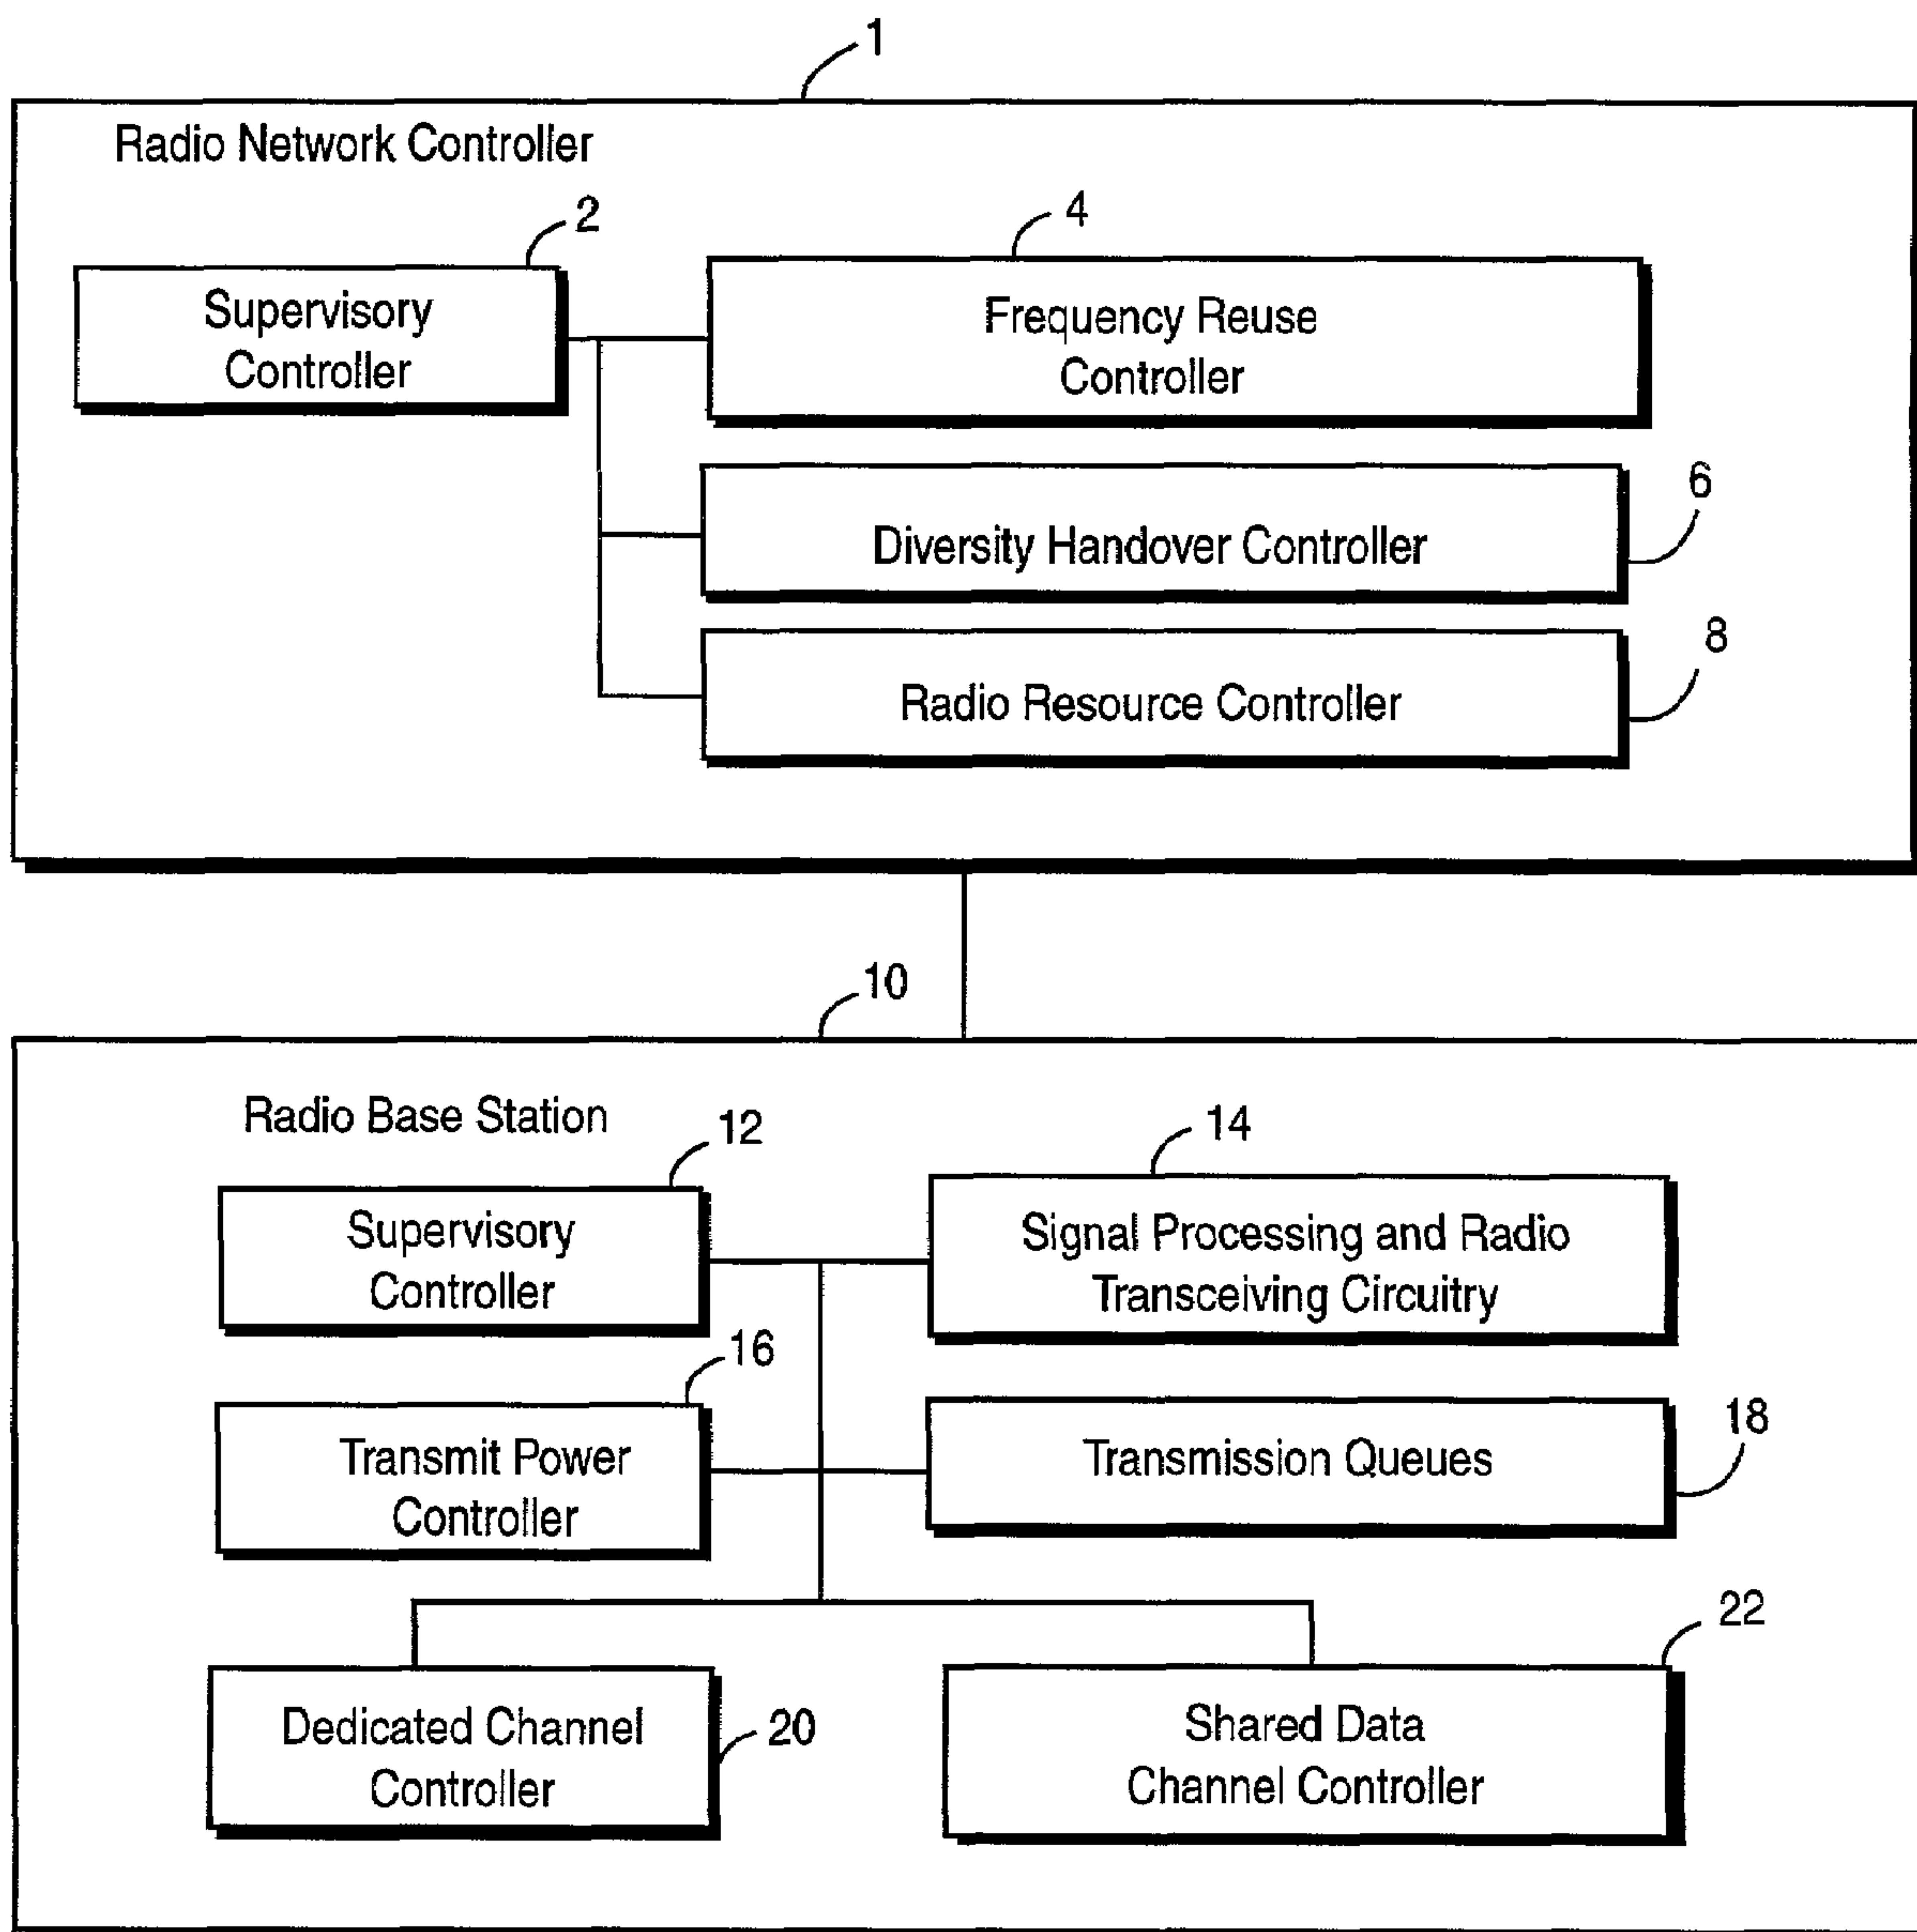 1
Radio Network Controller
2
4
Supervisory
Controller
Frequency Reuse
Controller
6
Diversity Handover Controller
8
Radio Resource Controller
10
Radio Base Station
12
14
Supervisory
Controller
Signal Processing and Radio
Transceiving Circuitry
16
18
Transmit Power
Controller
Transmission Queues
22
Dedicated Channel
Controller
20
Shared Data
Channel Controller